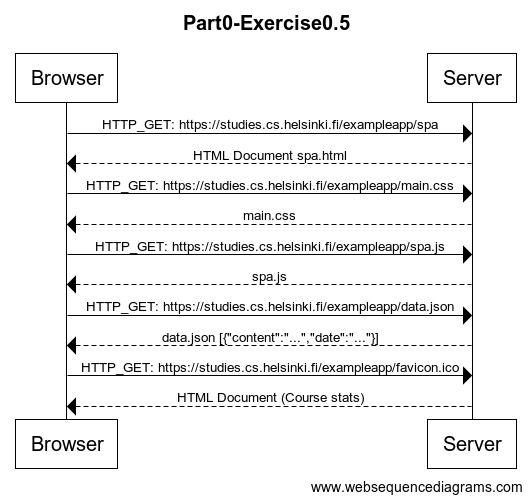 Part0-Exercise0.5
Browser Server
HTTP_GET: https://studies.cs.helsinki.fi/exampleapp/spa
HTML Document spa.html
HTTP_GET: https://studies.cs.helsinki.fi/exampleapp/main.css
main.css
HTTP_GET: https://studies.cs.helsinki.fi/exampleapp/spa.js
spa.js
HTTP_GET: https://studies.cs.helsinki.fi/exampleapp/data.json
data.json [{"content":"...","date":"..."}]
HTTP_GET: https://studies.cs.helsinki.fi/exampleapp/favicon.ico
HTML Document (Course stats)
Browser Server
www.websequencediagrams.com